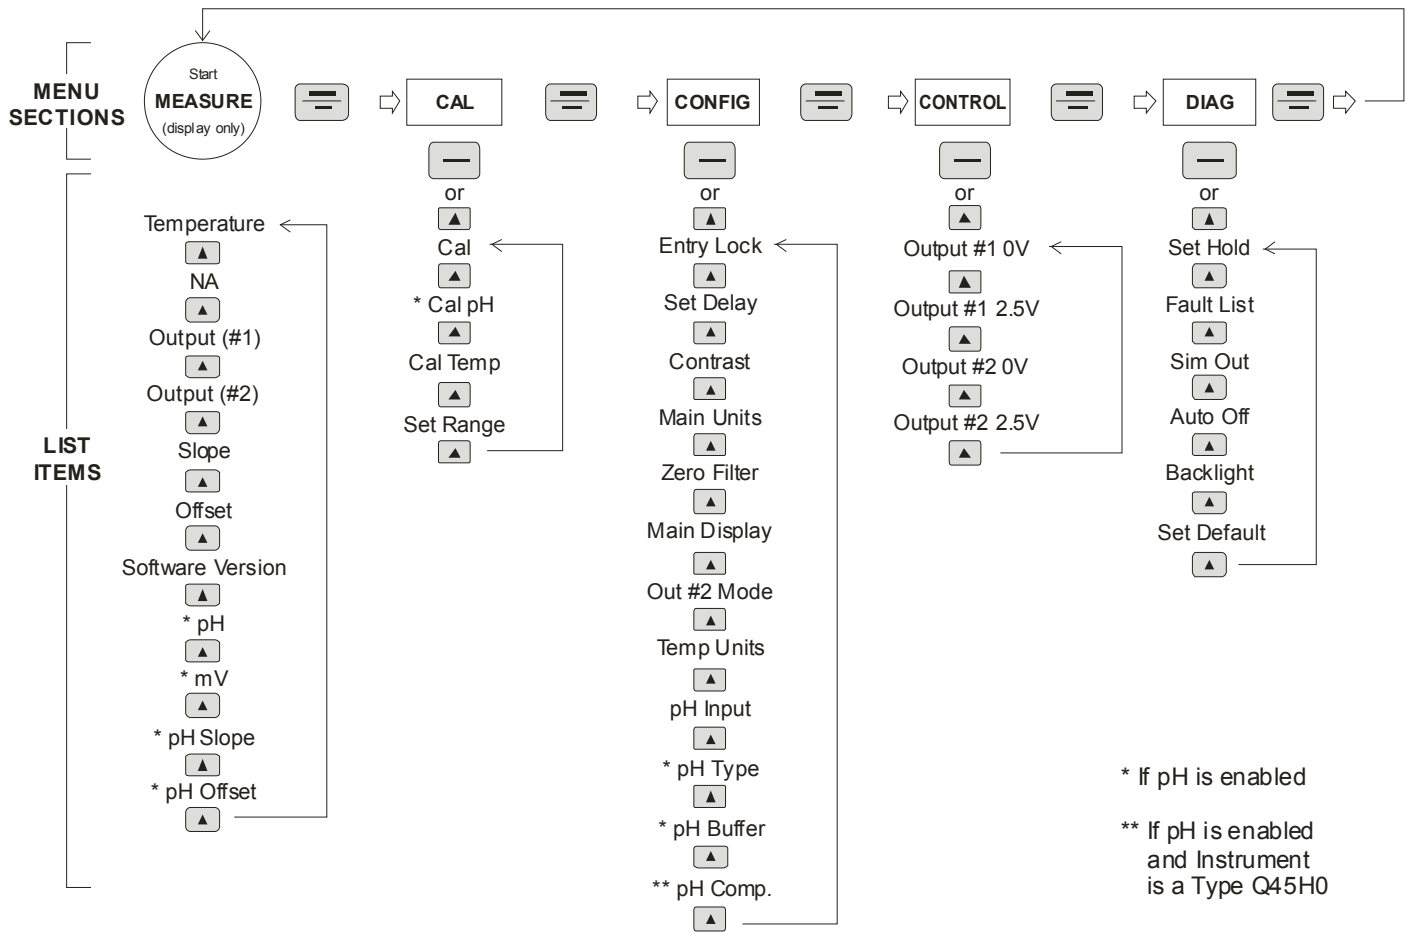 MENU
SECTIONS
Start
MEASURE
(display only)
CAL
CONFIG
CONTROL
DIAG
LIST
ITEMS
Temperature
NA
Output (#1)
Output (#2)
Slope
Offset
Software Version
* pH
* mV
* pH Slope
* pH Offset
or
Cal
* Cal pH
Cal Temp
Set Range
or
Entry Lock
Set Delay
Contrast
Main Units
Zero Filter
Main Display
Out #2 Mode
Temp Units
pH Input
* pH Type
* pH Buffer
** pH Comp.
or
Output #1 0V
Output #1 2.5V
Output #2 0V
Output #2 2.5V
or
Set Hold
Fault List
Sim Out
Auto Off
Backlight
Set Default
* If pH is enabled
** If pH is enabled
and Instrument
is a Type Q45H0